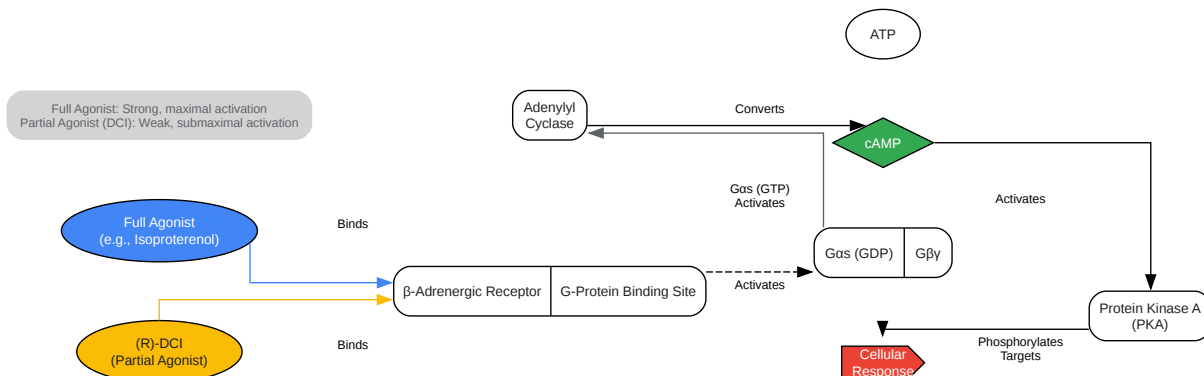 ATP
Full Agonist: Strong, maximal activation
Partial Agonist (DCI): Weak, submaximal activation
Adenylyl
Cyclase
Converts
cAMP
Gαs (GTP)
Activates
Activates
Full Agonist
(e.g., Isoproterenol)
Binds
Gαs (GDP)
Gβγ
β-Adrenergic Receptor
G-Protein Binding Site
Activates
Protein Kinase A
(PKA)
(R)-DCI
(Partial Agonist)
Binds
Phosphorylates
Targets
Cellular
Response